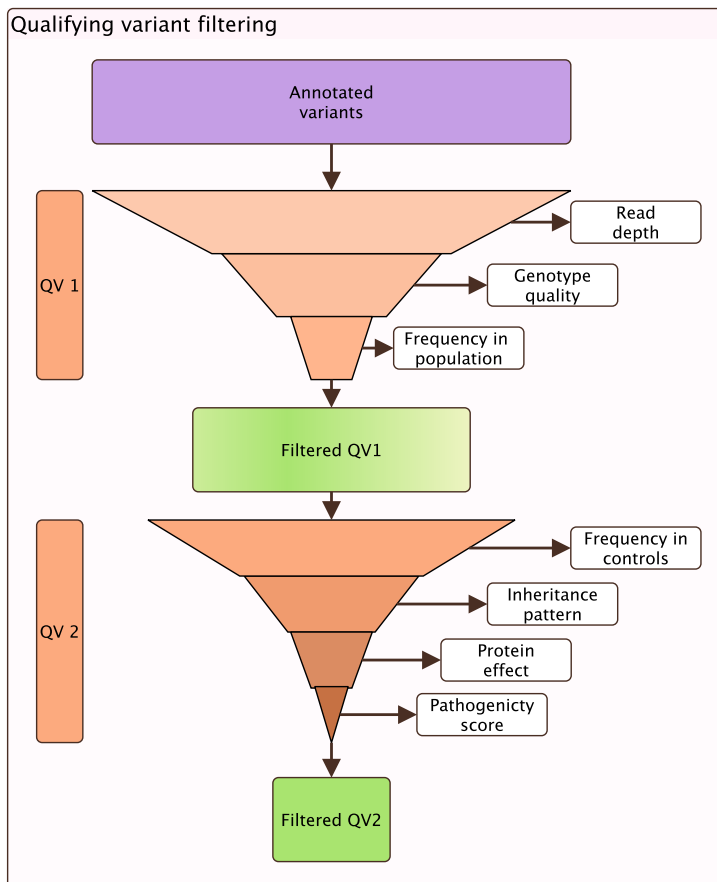 Qualifying variant filtering
Annotated
variants
QV 1
Read
depth
Genotype
quality
Frequency in
population
Filtered QV1
QV 2
Frequency in
controls
Inheritance
pattern
Protein
effect
Pathogenicty
score
Filtered QV2